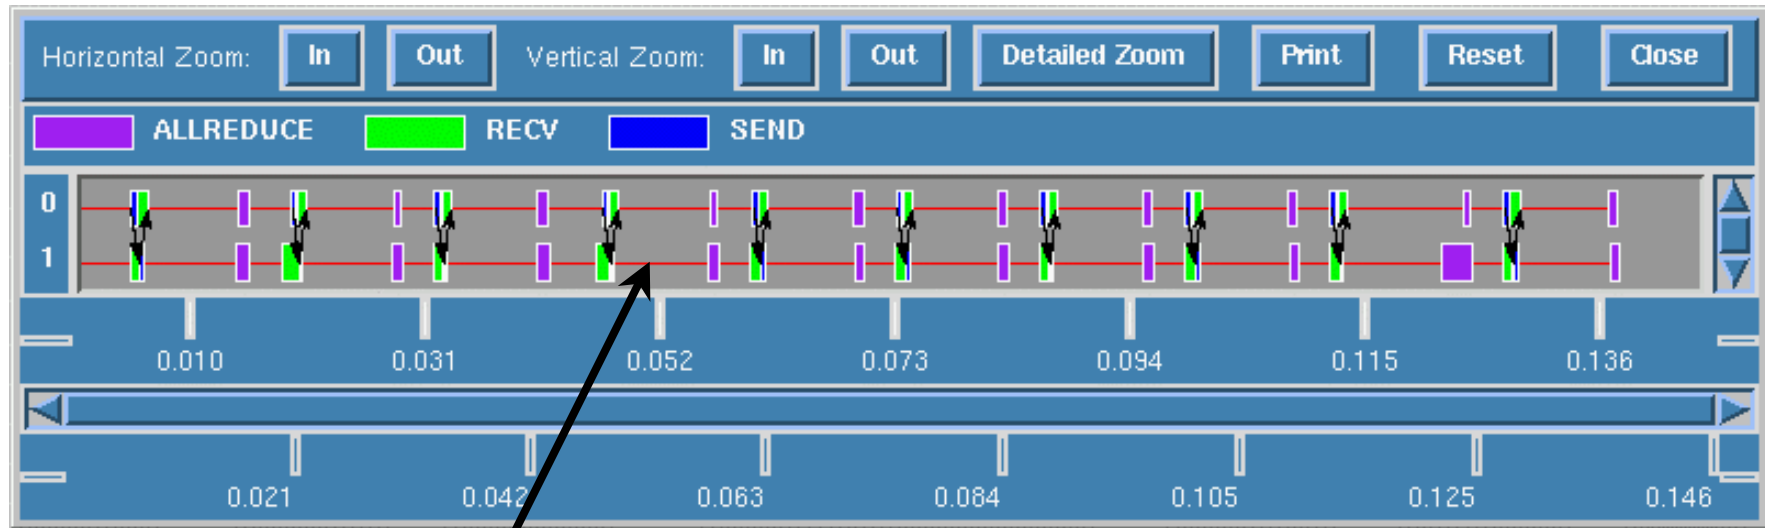 Horizontal Zoom: In Out Vertical Zoom: In Out Detailed Zoom Print Reset Close
ALLREDUCE RECV SEND
0
1
0.010 0.031 0.052 0.073 0.094 0.115 0.136
0.021 0.042 0.063 0.084 0.105 0.125 0.146